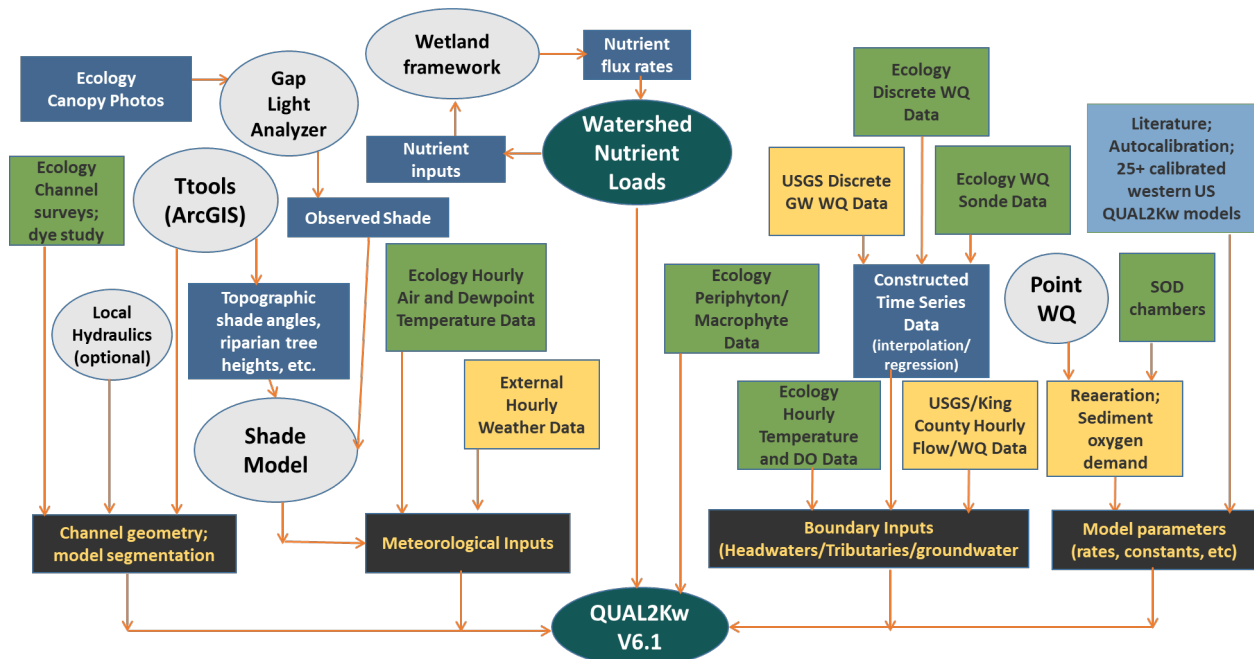 Ecology
Canopy Photos
Gap
Light
Analyzer
Wetland
framework
Nutrient
flux rates
Nutrient
inputs
Watershed
Nutrient
Loads
Ecology
Discrete WQ
Data
Literature;
Autocalibration;
25+ calibrated
western US
QUAL2Kw models
Ecology
Channel
surveys;
dye study
Ttools
(ArcGIS)
Observed Shade
USGS Discrete
GW WQ Data
Ecology WQ
Sonde Data
Local
Hydraulics
(optional)
Topographic
shade angles,
riparian tree
heights, etc.
Ecology Hourly
Air and Dewpoint
Temperature Data
Ecology
Periphyton/
Macrophyte
Data
Constructed
Time Series
Data
(interpolation/
regression)
Point
WQ
SOD
chambers
Shade
Model
External
Hourly
Weather Data
Ecology
Hourly
Temperature
and DO Data
USGS/King
County Hourly
Flow/WQ Data
Reaeration;
Sediment
oxygen
demand
Channel geometry;
model segmentation
Meteorological Inputs
Boundary Inputs
(Headwaters/Tributaries/groundwater
Model parameters
(rates, constants, etc)
QUAL2Kw
V6.1